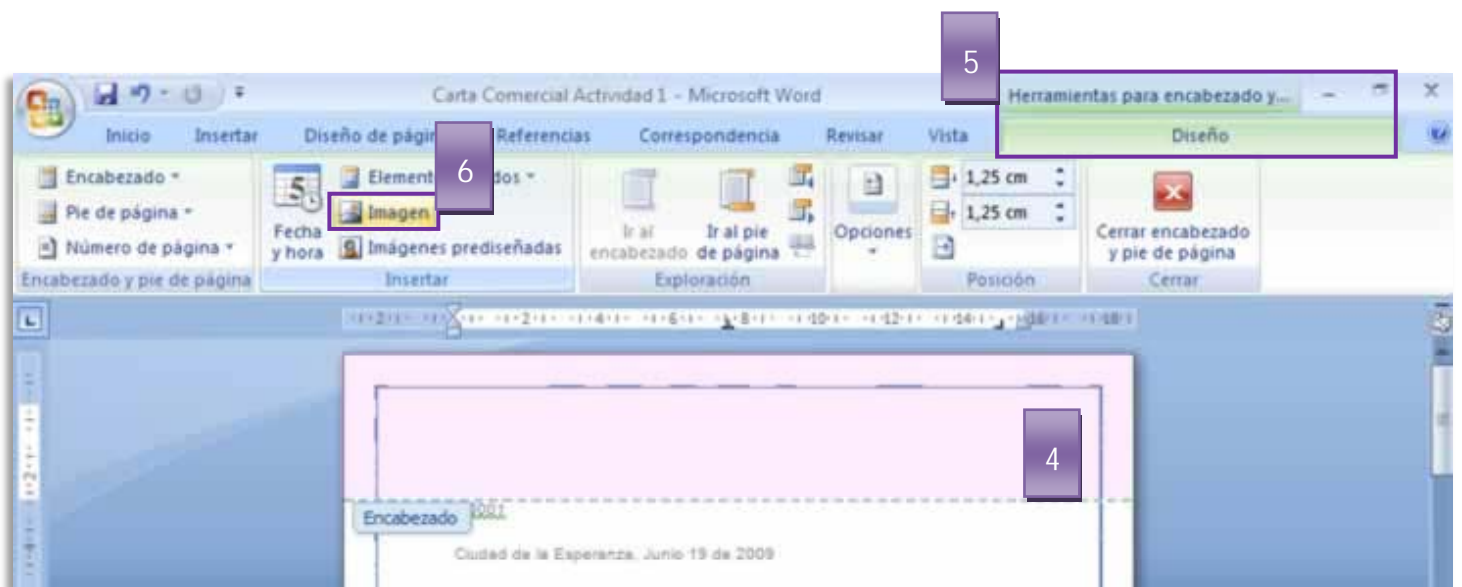 5
Carta Comercial Actividad 1 - Microsoft Word
Herramientas para encabezado y...
Inicio Insertar Diseño de págin Referencias Correspondencia Revisar Vista Diseño
6
Encabezado
Pie de página
Número de página
Encabezado y pie de página
5
Fecha
y hora
Element dos
Imagen
Imágenes prediseñadas
Insertar
Ir al
encabezado
Ir al pie
de página
Exploración
Opciones
1,25 cm
1,25 cm
Posición
Cerrar encabezado
y pie de página
Cerrar
4
Encabezado
Ciudad de la Esperanza, Junio 19 de 2009